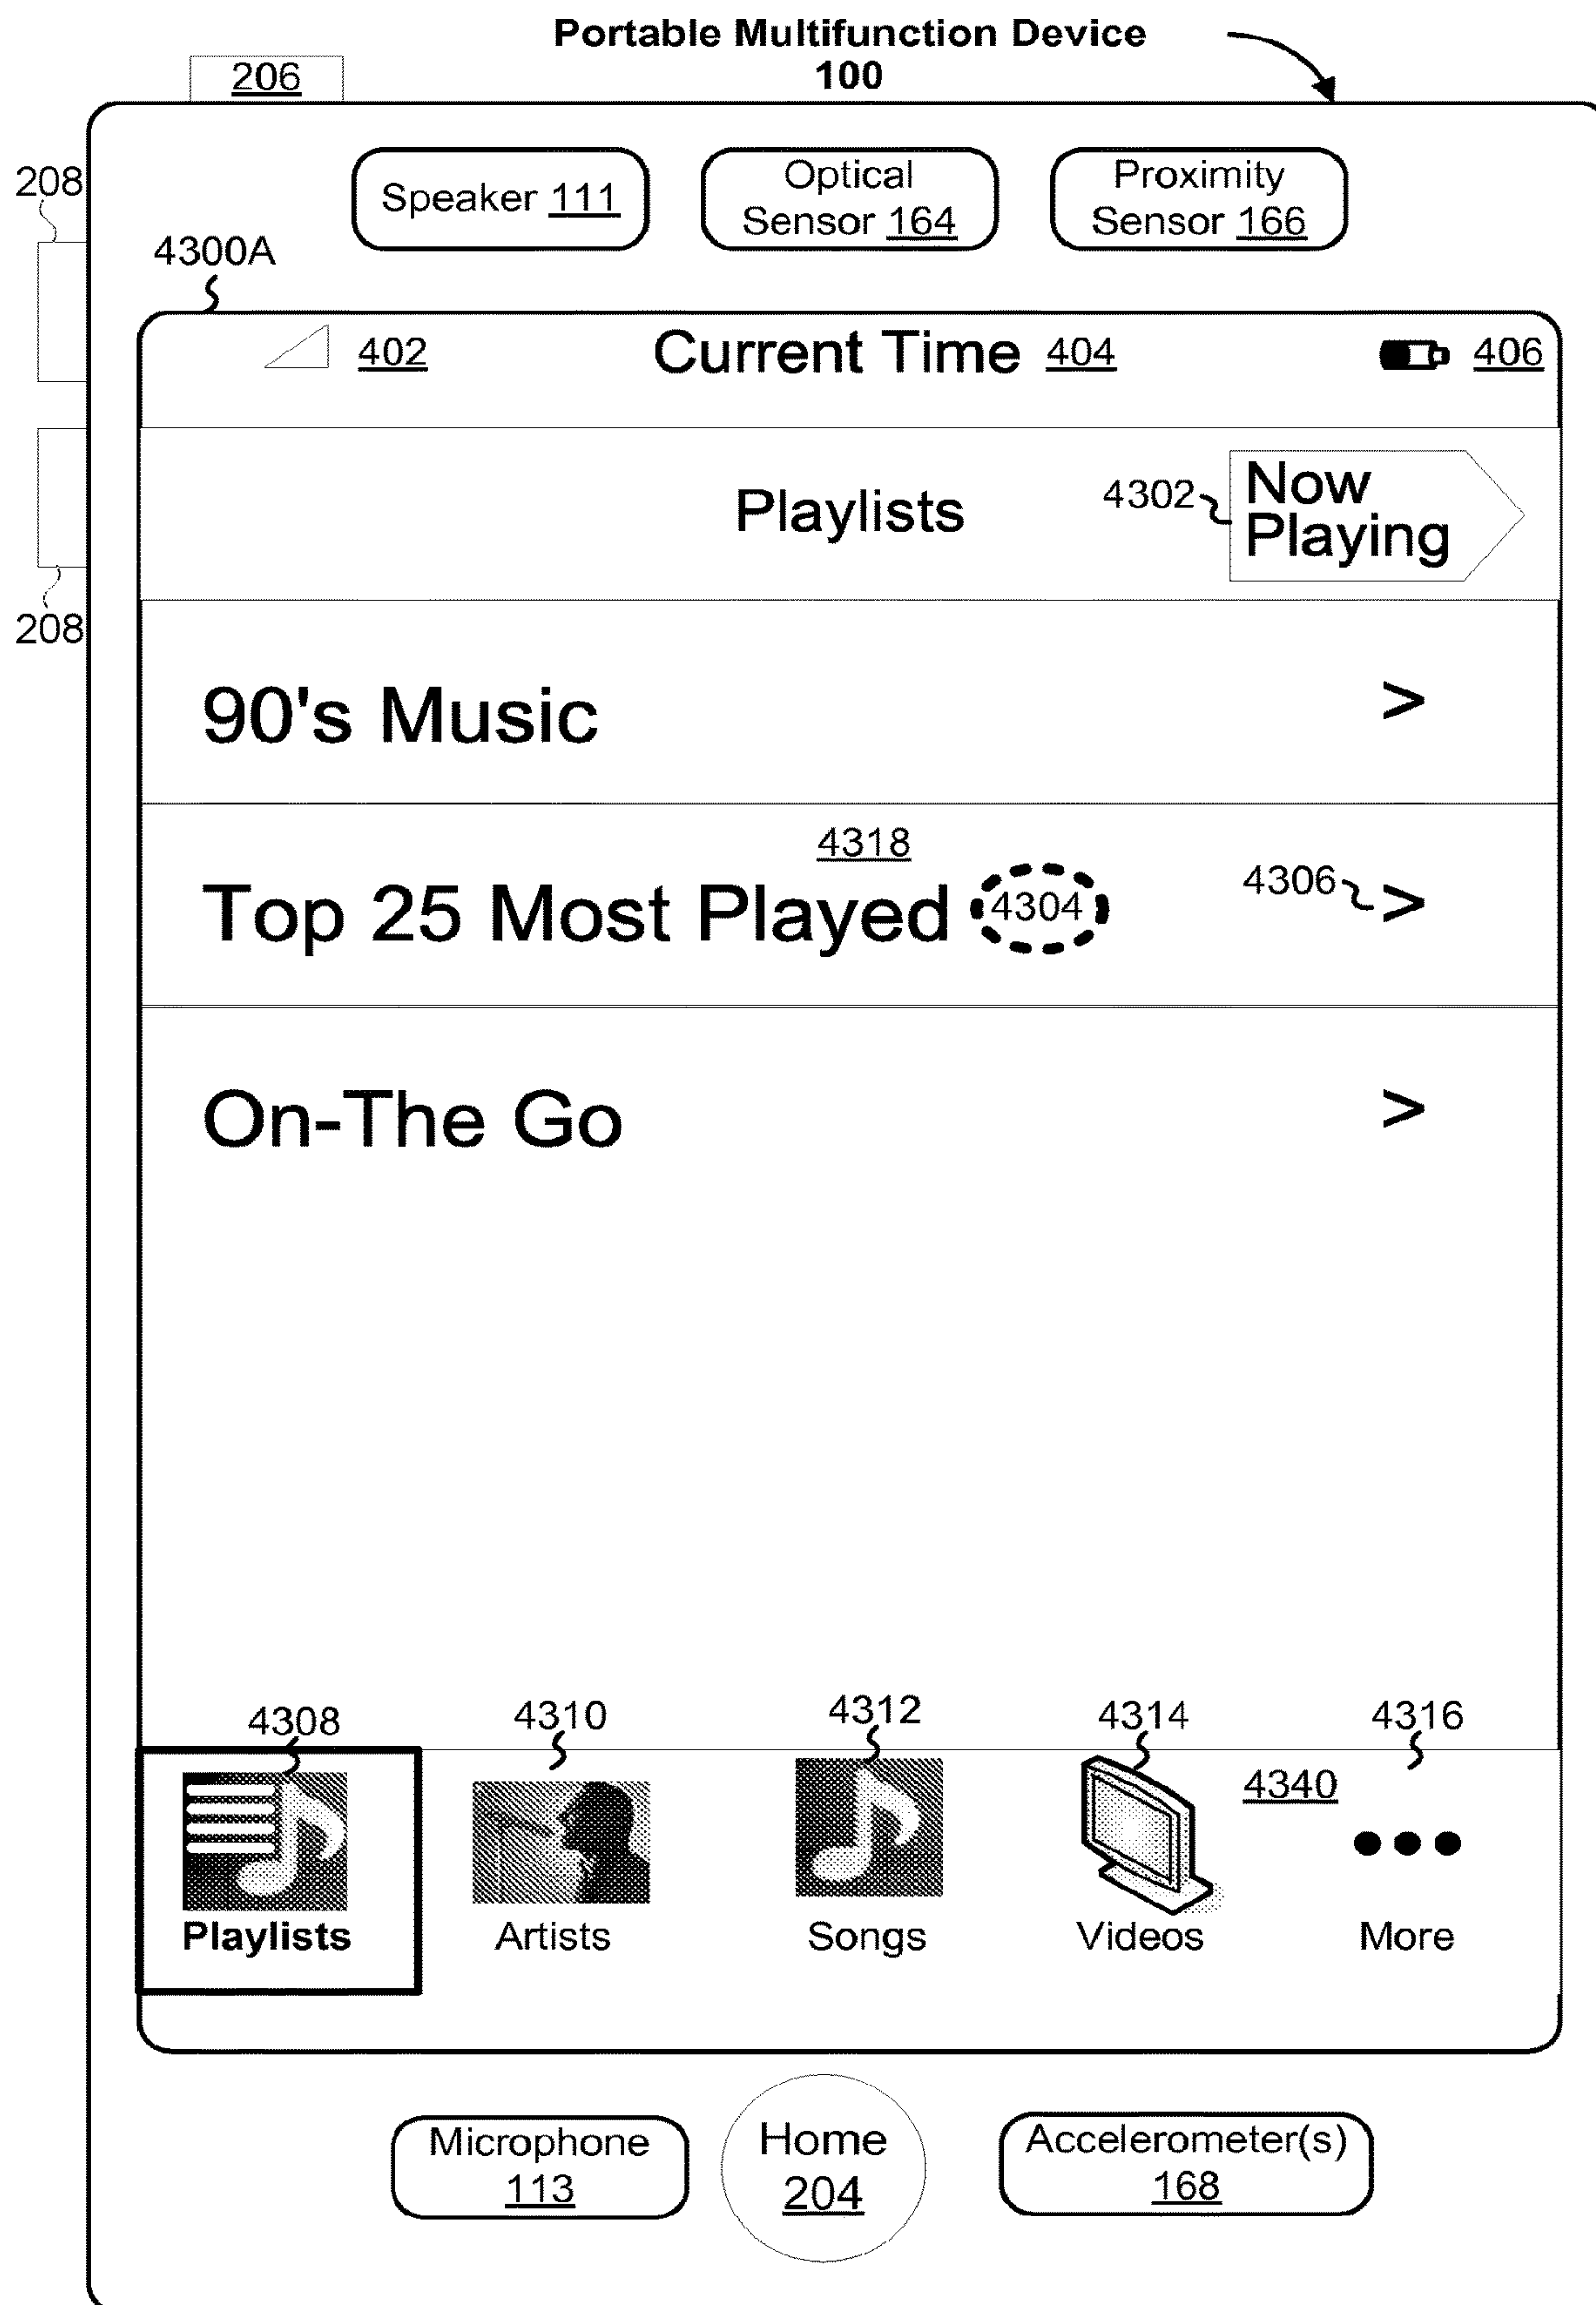 Portable Multifunction Device
100
206
208
Speaker 111
Optical
Sensor 164
Proximity
Sensor 166
4300A
402
Current Time 404
406
Playlists
4302
Now
Playing
208
90's Music
>
4318
Top 25 Most Played
4304
4306
>
On-The Go
>
4308
4310
4312
4314
4316
4340
Playlists
Artists
Songs
Videos
More
Microphone
113
Home
204
Accelerometer(s)
168